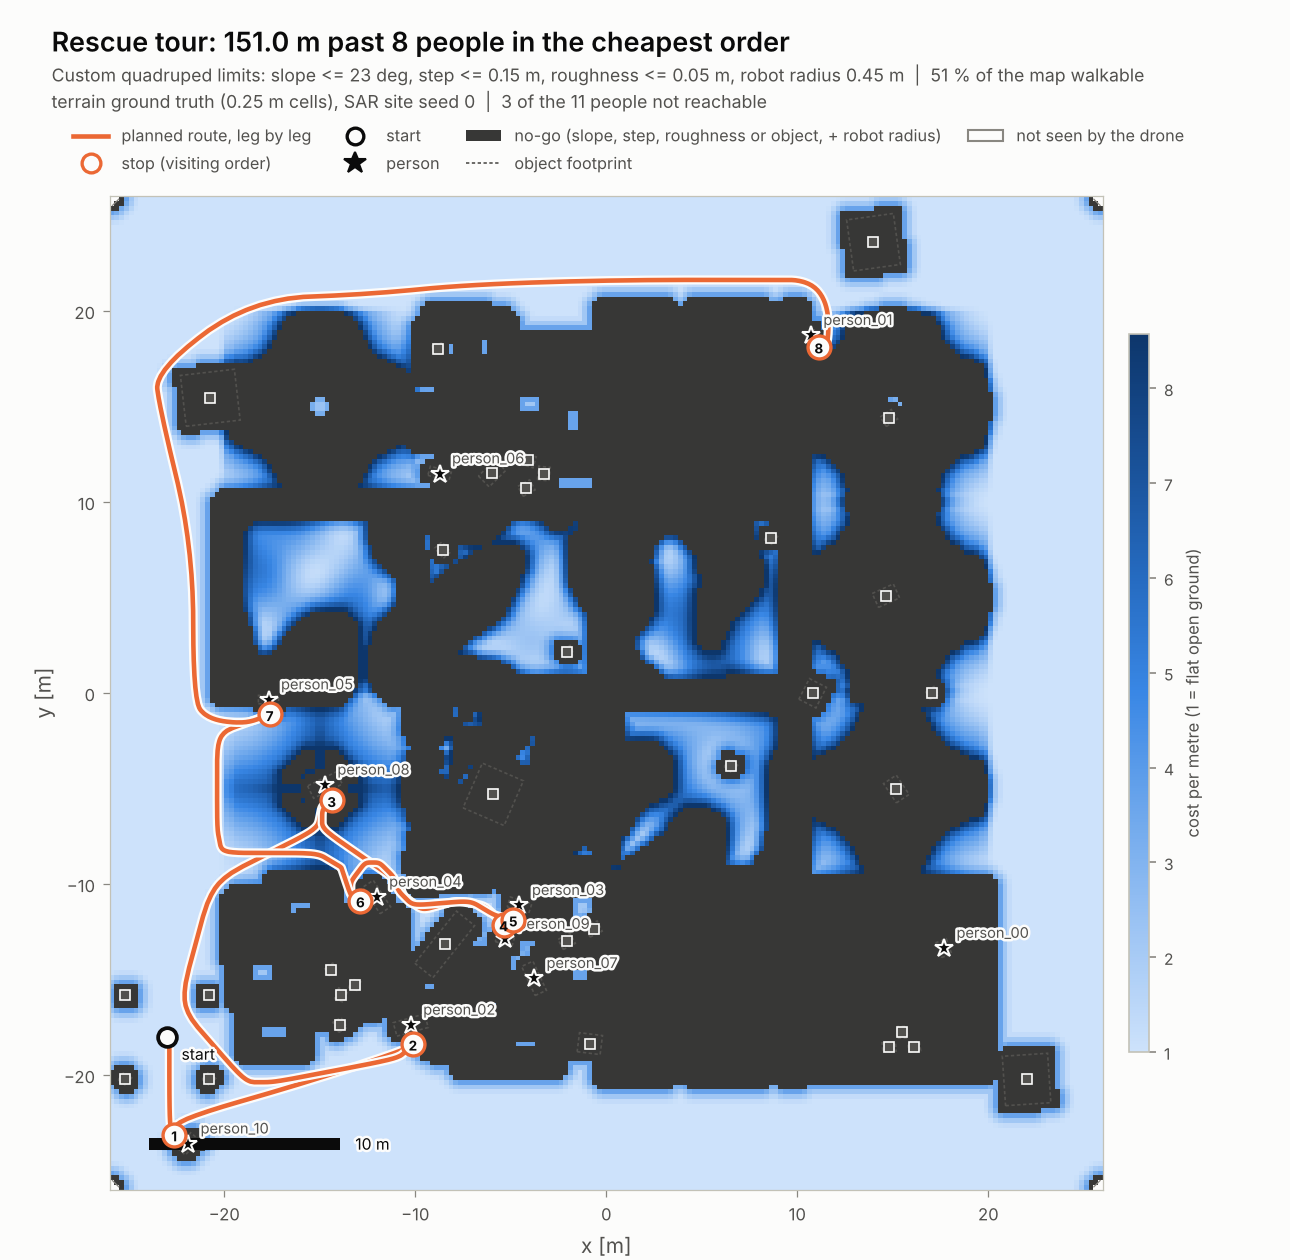 Rescue tour: 151.0 m past 8 people in the cheapest order
Custom quadruped limits: slope <= 23 deg, step <= 0.15 m, roughness <= 0.05 m, robot radius 0.45 m | 51 % of the map walkable
terrain ground truth (0.25 m cells), SAR site seed 0 | 3 of the 11 people not reachable
planned route, leg by leg
start
no-go (slope, step, roughness or object, + robot radius)
not seen by the drone
stop (visiting order)
person
object footprint
person_01
8
person_06
person_05
7
person_08
3
person_04
6
person_03
4
5
erson_09
person_00
person_07
person_02
2
start
1
person_10
10 m
20
10
0
−10
−20
y [m]
−20
−10
0
10
20
x [m]
8
7
6
5
4
3
2
1
cost per metre (1 = flat open ground)